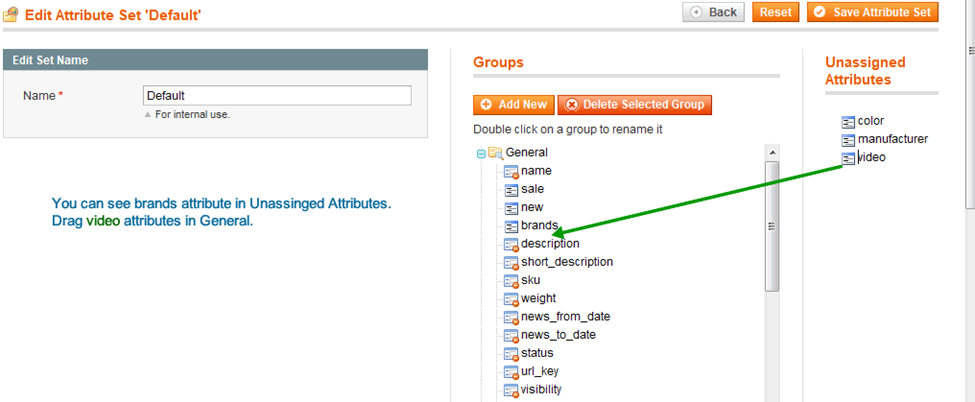 Edit Attribute Set 'Default'
Back
Reset
Save Attribute Set
Edit Set Name
Name *
Default
For internal use.
You can see brands attribute in Unassinged Attributes.
Drag video attributes in General.
Groups
Add New
Delete Selected Group
Double click on a group to rename it
General
name
sale
new
brands
description
short_description
sku
weight
news_from_date
news_to_date
status
url_key
visibility
Unassigned
Attributes
color
manufacturer
video